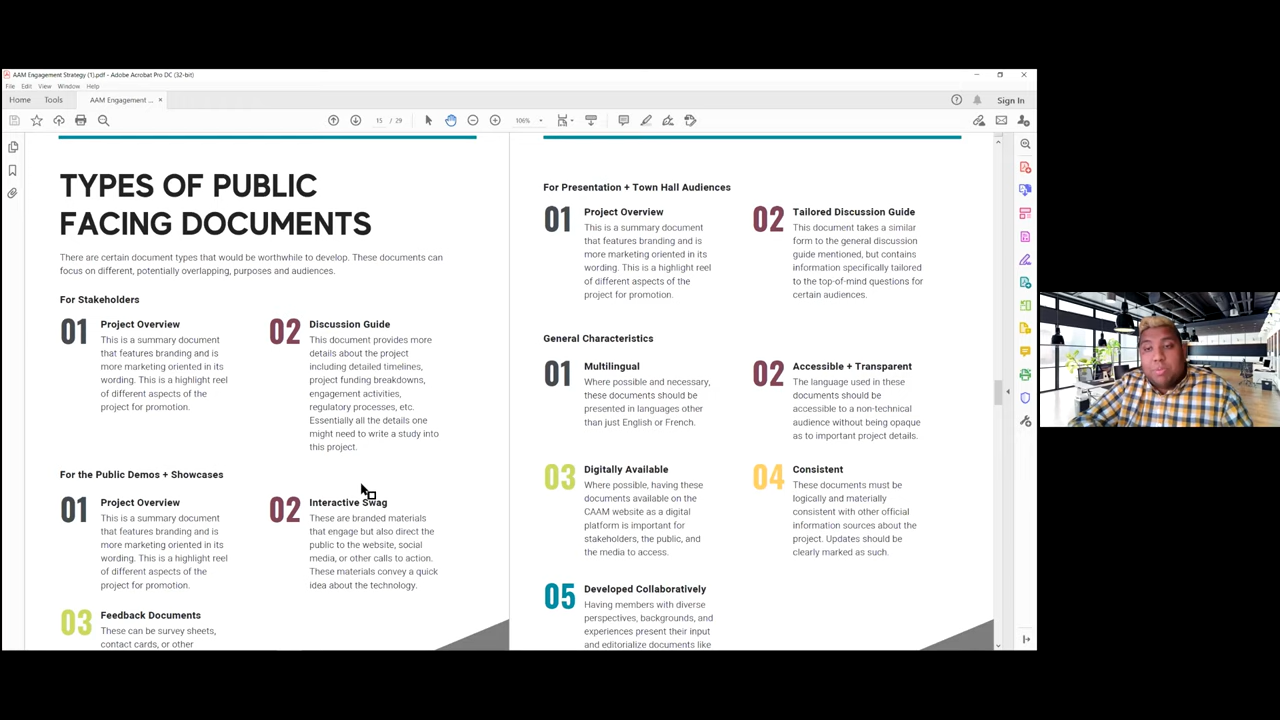 AAM Engagement Strategy (1).pdf - Adobe Acrobat Pro DC (32-bit)
File Edit View Window Help
Home Tools AAM Engagement ... × Sign In
15 / 29 106%
TYPES OF PUBLIC
FACING DOCUMENTS
There are certain document types that would be worthwhile to develop. These documents can
focus on different, potentially overlapping, purposes and audiences.
For Stakeholders
01 Project Overview
This is a summary document
that features branding and is
more marketing oriented in its
wording. This is a highlight reel
of different aspects of the
project for promotion.
02 Discussion Guide
This document provides more
details about the project
including detailed timelines,
project funding breakdowns,
engagement activities,
regulatory processes, etc.
Essentially all the details one
might need to write a study into
this project.
For the Public Demos + Showcases
01 Project Overview
This is a summary document
that features branding and is
more marketing oriented in its
wording. This is a highlight reel
of different aspects of the
project for promotion.
02 Interactive Swag
These are branded materials
that engage but also direct the
public to the website, social
media, or other calls to action.
These materials convey a quick
idea about the technology.
03 Feedback Documents
These can be survey sheets,
contact cards, or other
For Presentation + Town Hall Audiences
01 Project Overview
This is a summary document
that features branding and is
more marketing oriented in its
wording. This is a highlight reel
of different aspects of the
project for promotion.
02 Tailored Discussion Guide
This document takes a similar
form to the general discussion
guide mentioned, but contains
information specifically tailored
to the top-of-mind questions for
certain audiences.
General Characteristics
01 Multilingual
Where possible and necessary,
these documents should be
presented in languages other
than just English or French.
02 Accessible + Transparent
The language used in these
documents should be
accessible to a non-technical
audience without being opaque
as to important project details.
03 Digitally Available
Where possible, having these
documents available on the
CAAM website as a digital
platform is important for
stakeholders, the public, and
the media to access.
04 Consistent
These documents must be
logically and materially
consistent with other official
information sources about the
project. Updates should be
clearly marked as such.
05 Developed Collaboratively
Having members with diverse
perspectives, backgrounds, and
experiences present their input
and editorialize documents like